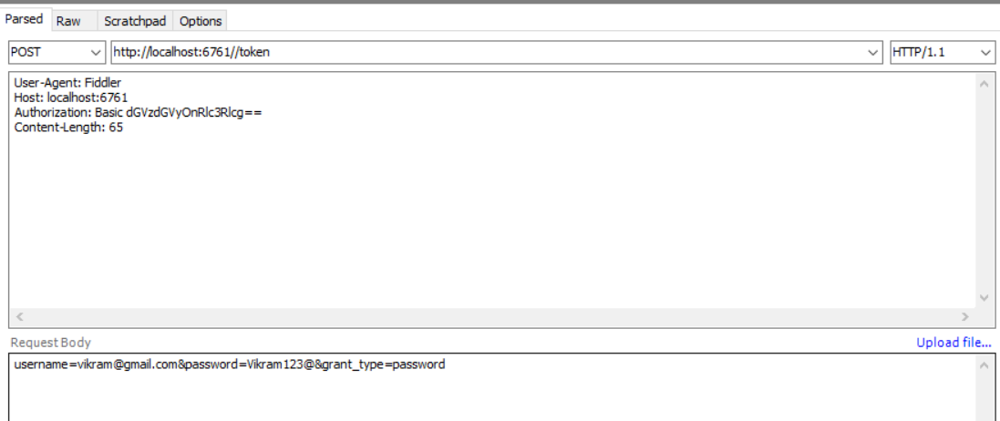 Parsed Raw Scratchpad Options
POST http://localhost:6761//token HTTP/1.1
User-Agent: Fiddler
Host: localhost:6761
Authorization: Basic dGVzdGVyOnRlc3Rlcg==
Content-Length: 65
Request Body Upload file...
username=vikram@gmail.com&password=Vikram123@&grant_type=password